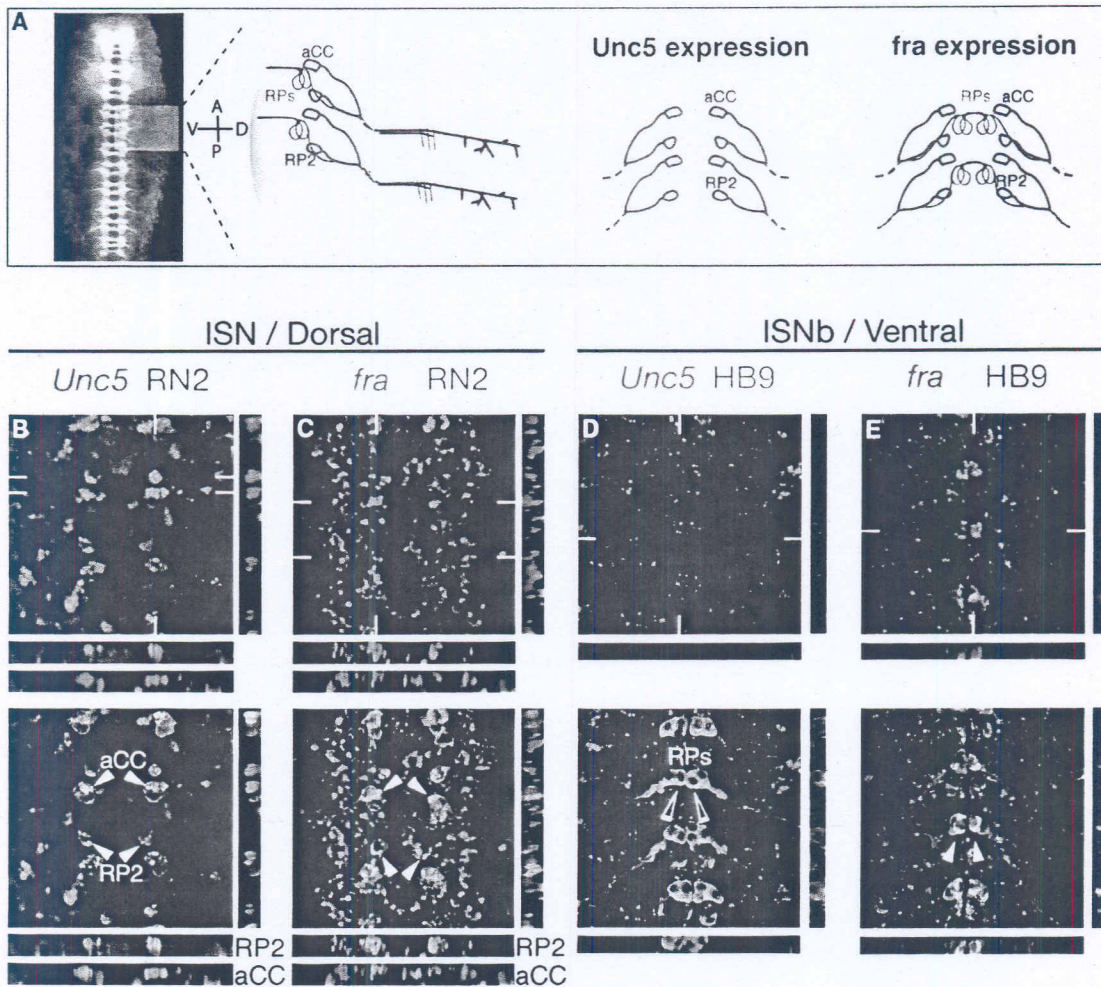 A
aCC
RPs
A
V D
P
RP2
Unc5 expression
aCC
RP2
fra expression
RPs aCC
RP2
ISN / Dorsal
ISNb / Ventral
Unc5 RN2
fra RN2
Unc5 HB9
fra HB9
B
C
D
E
aCC
RP2
RPs
RP2
aCC
RP2
aCC